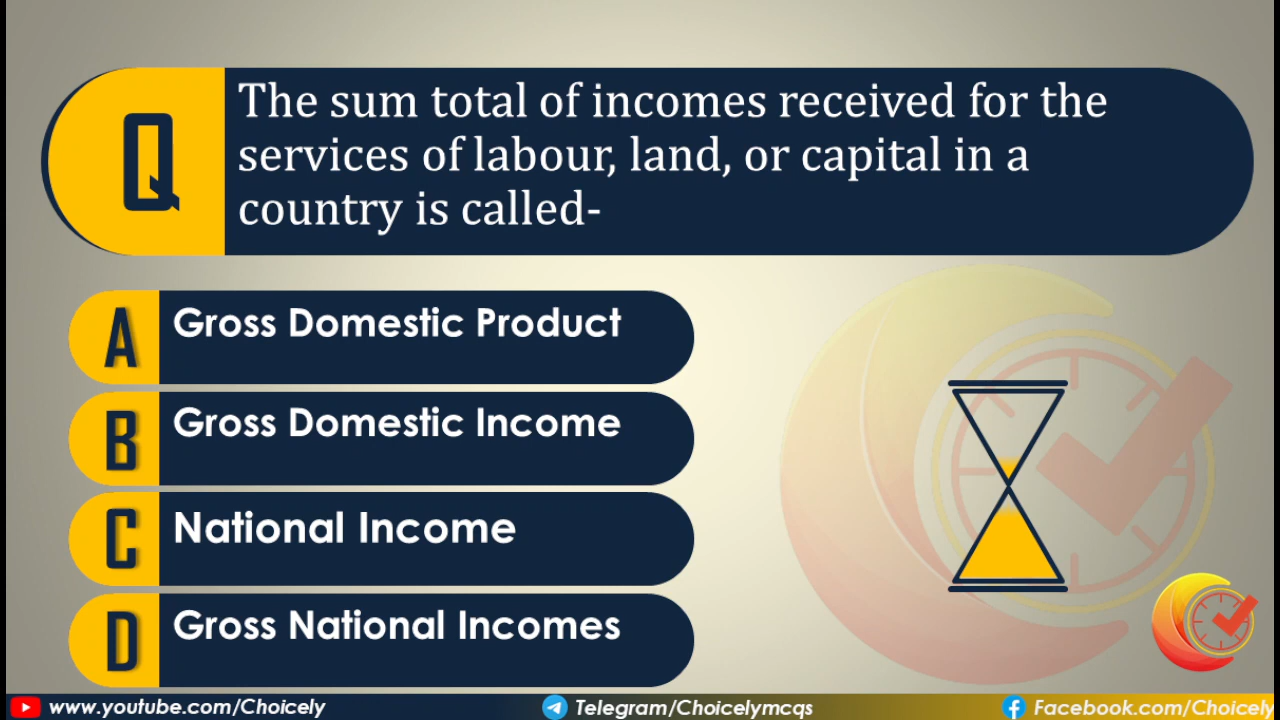 Q
The sum total of incomes received for the
services of labour, land, or capital in a
country is called-
A
Gross Domestic Product
B
Gross Domestic Income
C
National Income
D
Gross National Incomes
www.youtube.com/Choicely
Telegram/Choicelymcqs
Facebook.com/Choicely